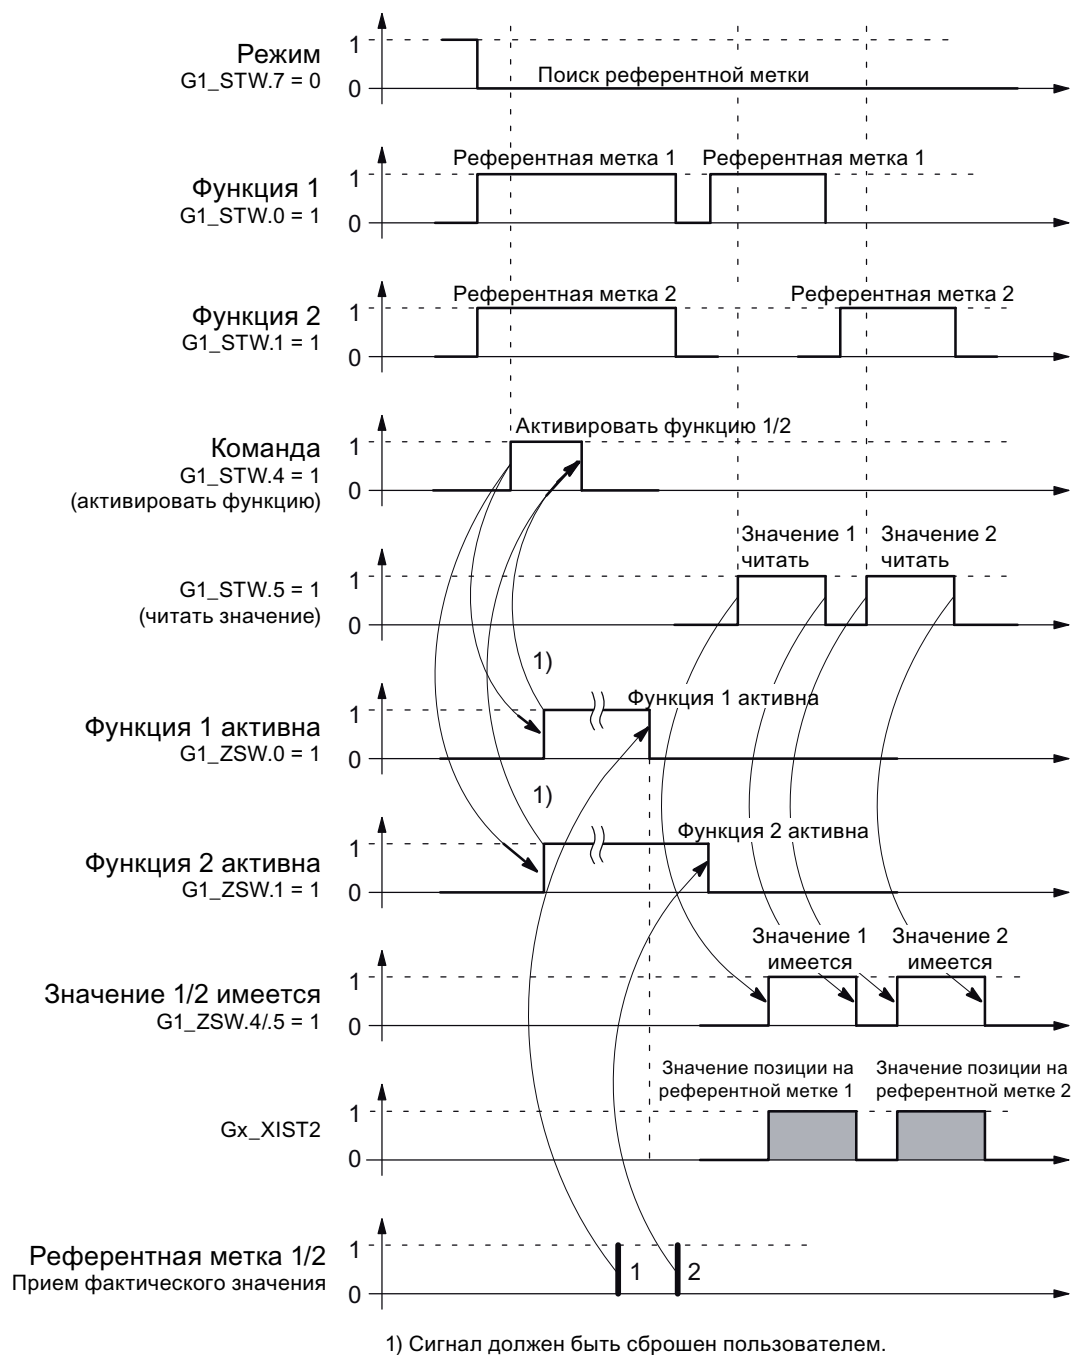 1
Режим
G1_STW.7 = 0
Поиск референтной метки
0
Референтная метка 1 Референтная метка 1
1
Функция 1
G1_STW.0 = 1
0
Референтная метка 2 Референтная метка 2
1
Функция 2
G1_STW.1 = 1
0
Активировать функцию 1/2
1
Команда
G1_STW.4 = 1
0
(активировать функцию)
Значение 1 Значение 2
читать читать
1
G1_STW.5 = 1
(читать значение)
0
1)
Функция 1 активна
1
Функция 1 активна
G1_ZSW.0 = 1
0
1)
Функция 2 активна
1
Функция 2 активна
G1_ZSW.1 = 1
0
Значение 1 Значение 2
имеется имеется
1
Значение 1/2 имеется
G1_ZSW.4/.5 = 1
0
Значение позиции на Значение позиции на
референтной метке 1 референтной метке 2
1
Gx_XIST2
0
1
Референтная метка 1/2
1 2
Прием фактического значения
0
1) Сигнал должен быть сброшен пользователем.